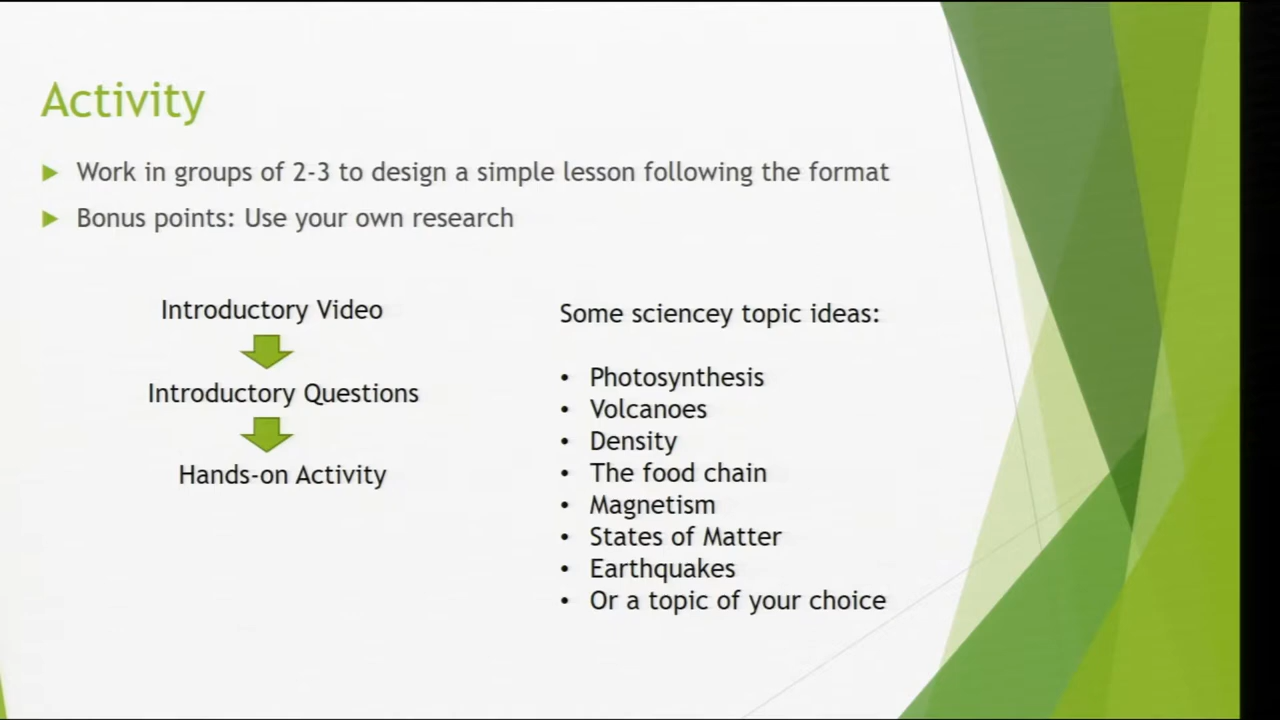 Activity
Work in groups of 2-3 to design a simple lesson following the format
Bonus points: Use your own research
Introductory Video
Introductory Questions
Hands-on Activity
Some sciencey topic ideas:
• Photosynthesis
• Volcanoes
• Density
• The food chain
• Magnetism
• States of Matter
• Earthquakes
• Or a topic of your choice